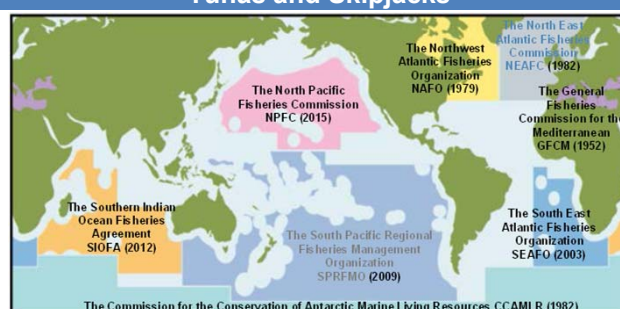 Tunas and Skipjacks
The North East
Atlantic Fisheries
Commission
NEAFC (1982)
The Northwest
Atlantic Fisheries
Organization
NAFO (1979)
The North Pacific
Fisheries Commission
NPFC (2015)
The General
Fisheries
Commission for the
Mediterranean
GFCM (1952)
The Southern Indian
Ocean Fisheries
Agreement
SIOFA (2012)
The South Pacific Regional
Fisheries Management
Organization
SPRFMO (2009)
The South East
Atlantic Fisheries
Organization
SEAFO (2003)
The Commission for the Conservation of Antarctic Marine Living Resources CCAMLR (1982)